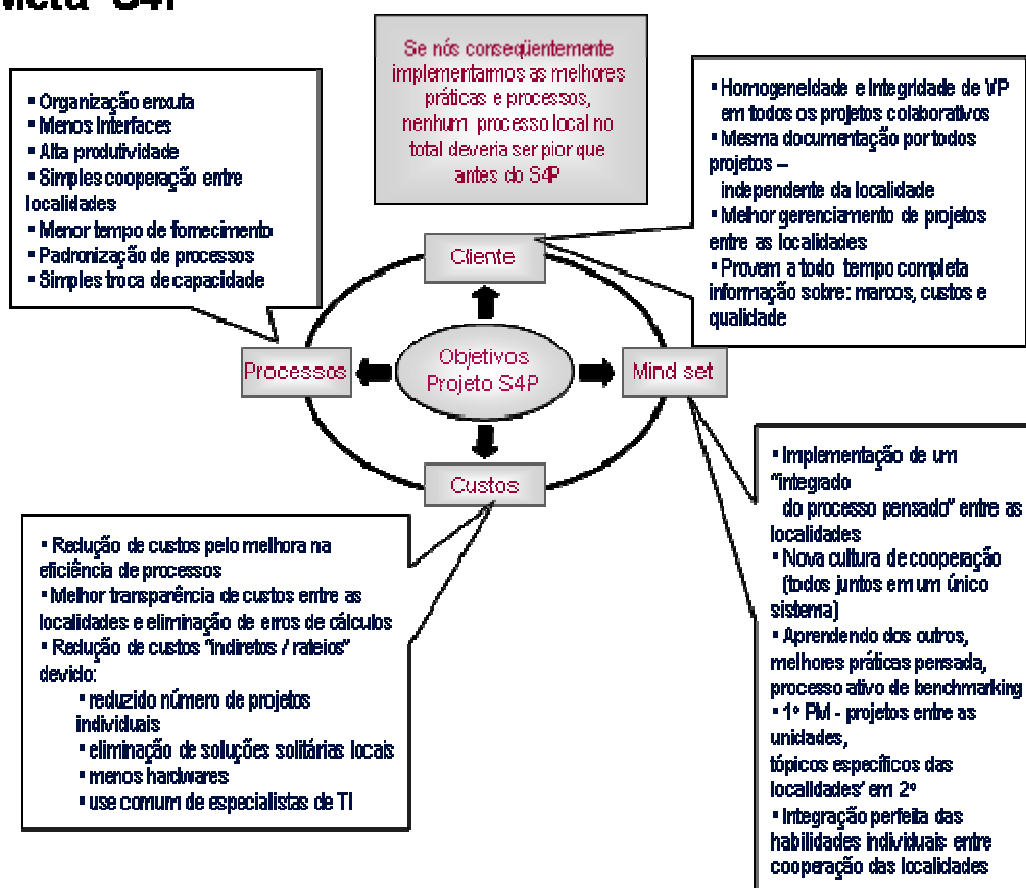 Meta S4P
Se nós conseqüentemente
implementarmos as melhores
práticas e processos,
nenhum processo local no
total deveria ser pior que
antes do S4P
▪ Organização enxuta
▪ Menos Interfaces
▪ Alta produtividade
▪ Simples cooperação entre
localidades
▪ Menor tempo de fornecimento
▪ Padronização de processos
▪ Simples troca de capacidade
▪ Homogeneidade e Integridade de VP
em todos os projetos colaborativos
▪ Mesma documentação por todos
projetos –
independente da localidade
▪ Melhor gerenciamento de projetos
entre as localidades
▪ Provem a todo tempo completa
informação sobre: marcos, custos e
qualidade
Cliente
Processos
Objetivos
Projeto S4P
Mind set
Custos
▪ Redução de custos pelo melhora na
eficiência de processos
▪ Melhor transparência de custos entre as
localidades e eliminação de erros de cálculos
▪ Redução de custos "indiretos / rateios"
devido:
▪ reduzido número de projetos
individuais
▪ eliminação de soluções solitárias locais
▪ menos hardwares
▪ use comum de especialistas de TI
▪ Implementação de um
"integrado
do processo pensado" entre as
localidades
▪ Nova cultura de cooperação
(todos juntos em um único
sistema)
▪ Aprendendo dos outros,
melhores práticas pensada,
processo ativo de benchmarking
▪ 1º PM - projetos entre as
unidades,
tópicos específicos das
localidades' em 2º
▪ Integração perfeita das
habilidades individuais: entre
cooperação das localidades